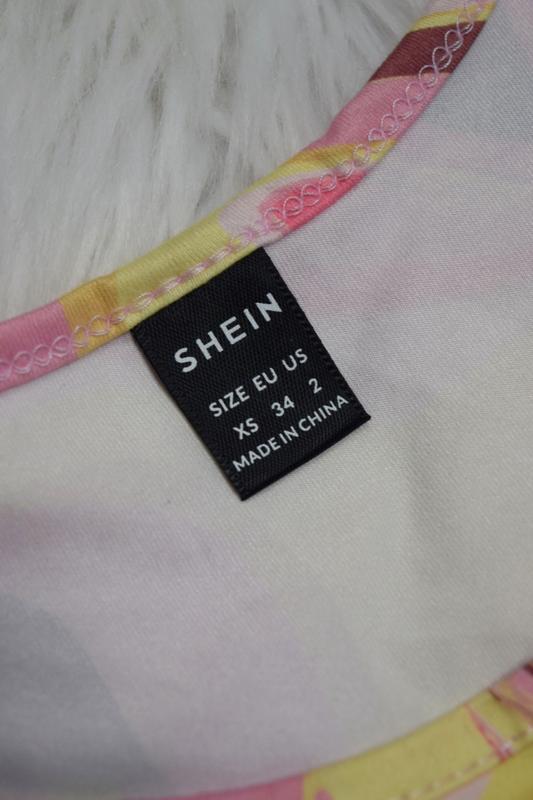 SHEIN
SIZE EU US
XS 34 2
MADE IN CHINA